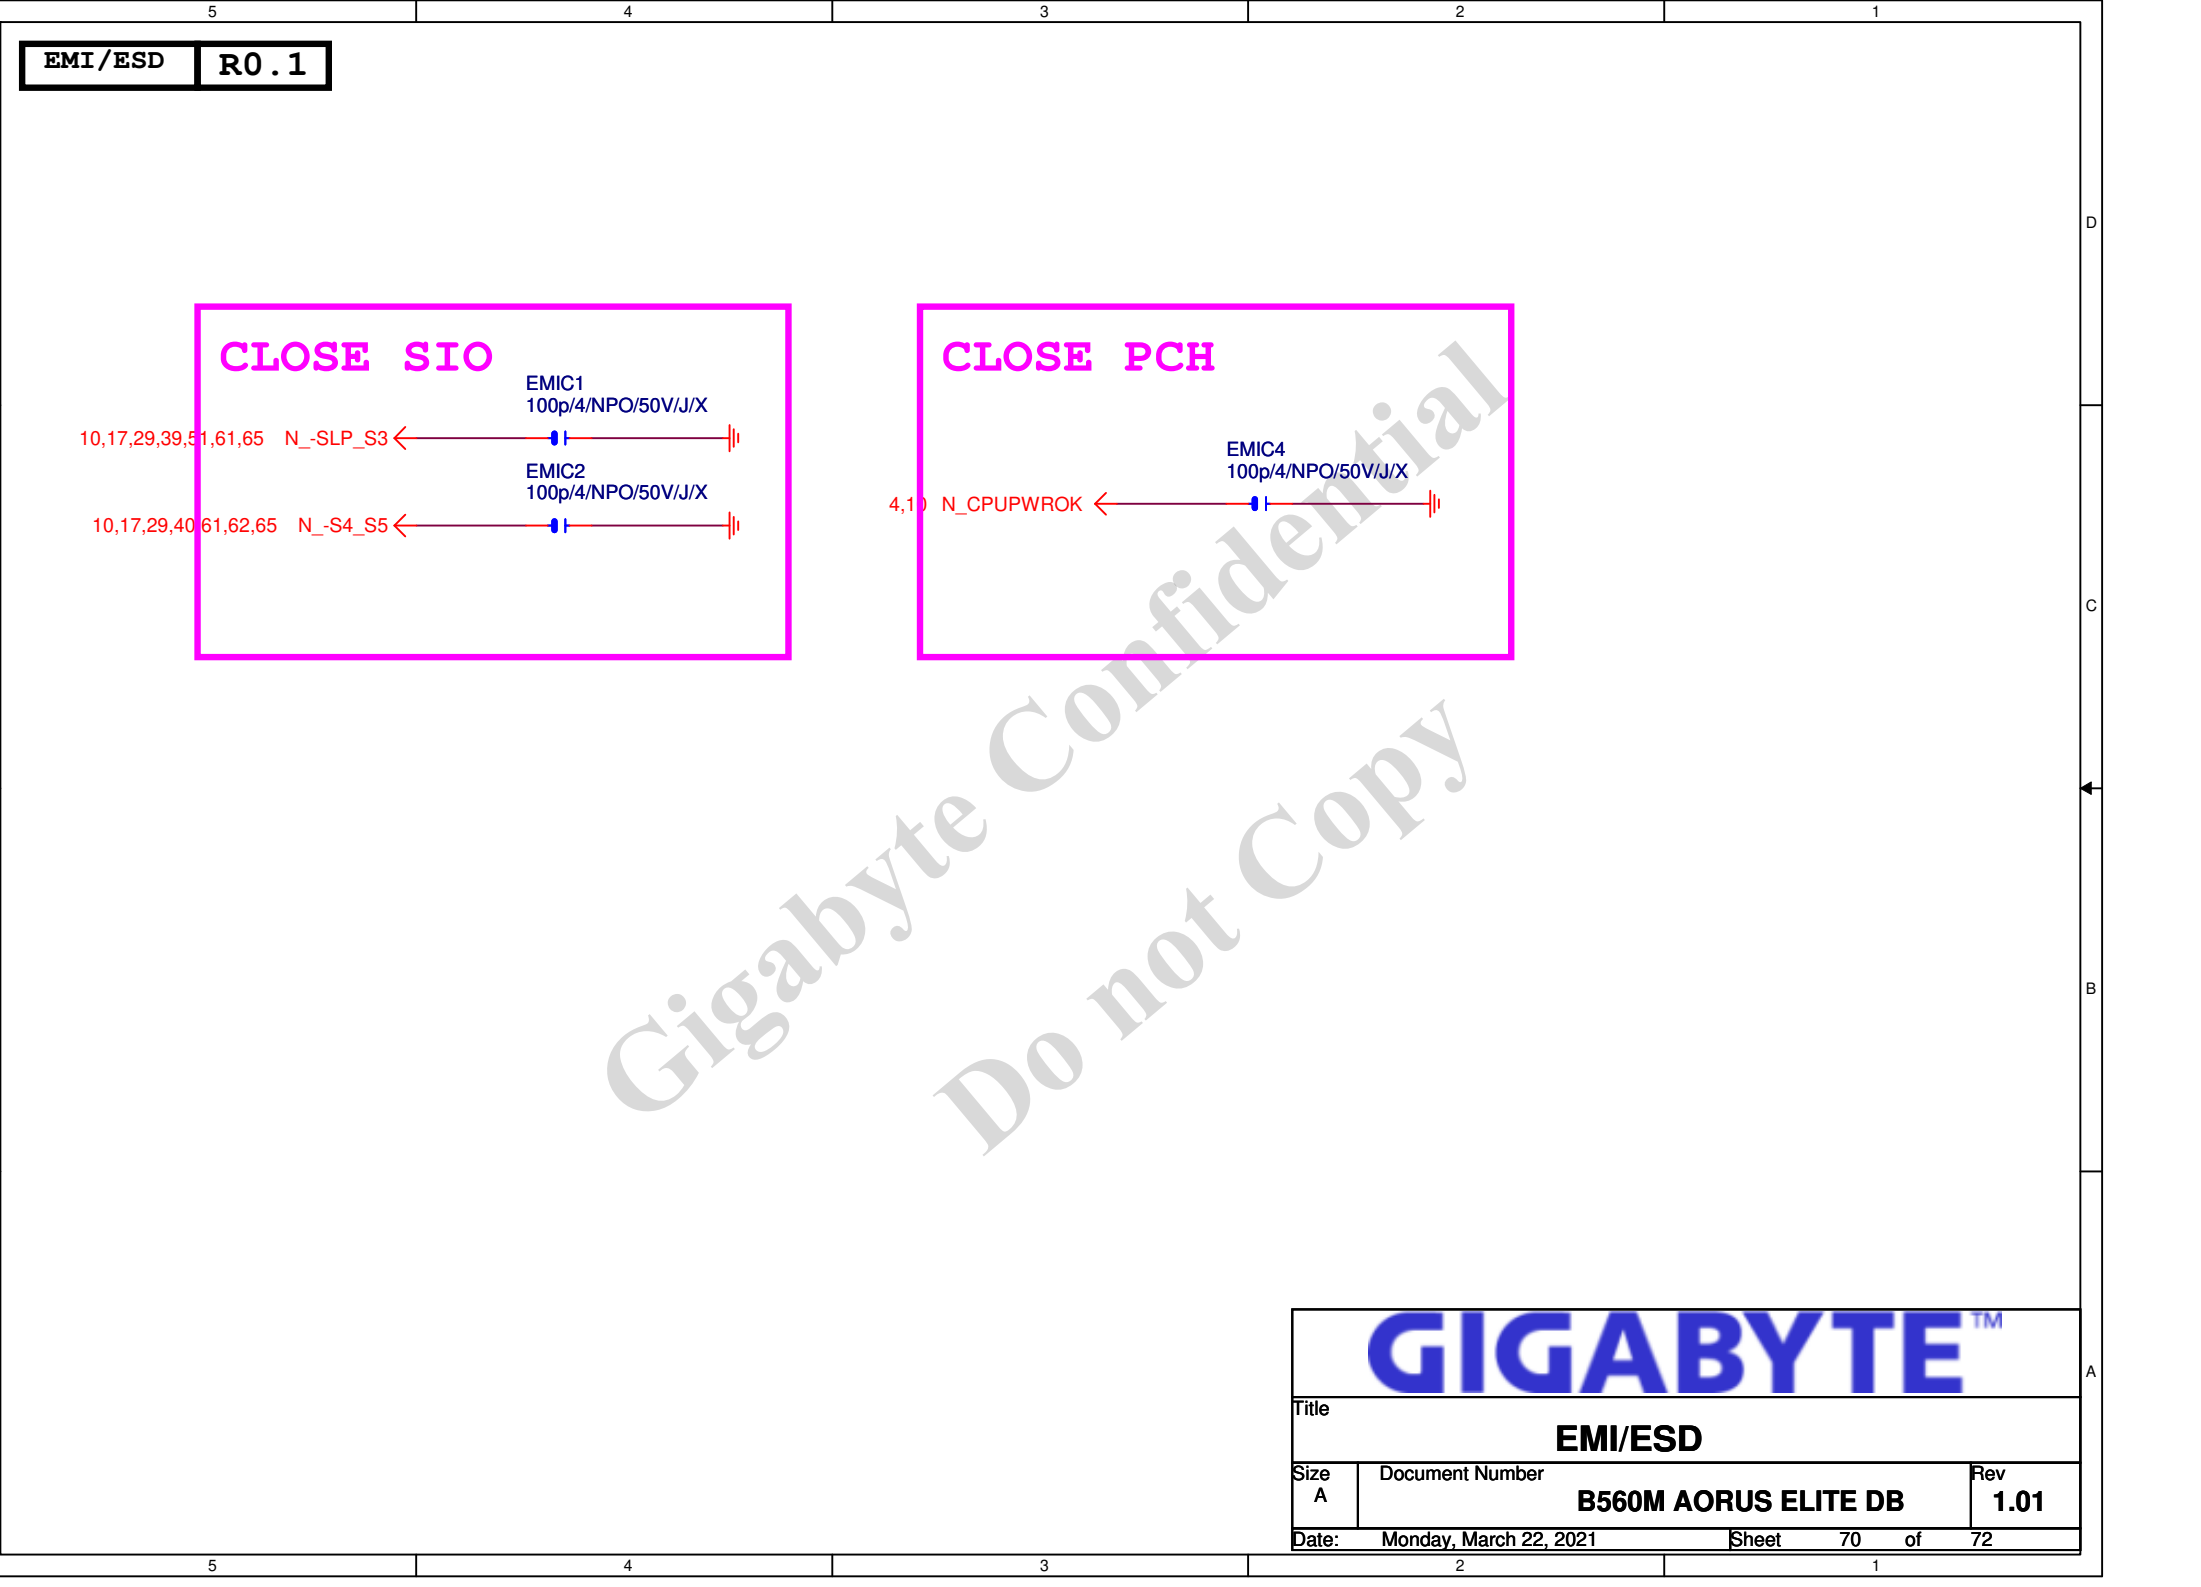 5 4 3 2 1
EMI/ESD R0.1
D
CLOSE SIO
EMIC1
100p/4/NPO/50V/J/X
10,17,29,39,51,61,65 N_-SLP_S3
EMIC2
100p/4/NPO/50V/J/X
10,17,29,40,61,62,65 N_-S4_S5
CLOSE PCH
EMIC4
100p/4/NPO/50V/J/X
4,10 N_CPUPWROK
C
Gigabyte Confidential
Do not Copy
B
GIGABYTE™
A
Title
EMI/ESD
Size Document Number Rev
A B560M AORUS ELITE DB 1.01
Date: Monday, March 22, 2021 Sheet 70 of 72
5 4 3 2 1